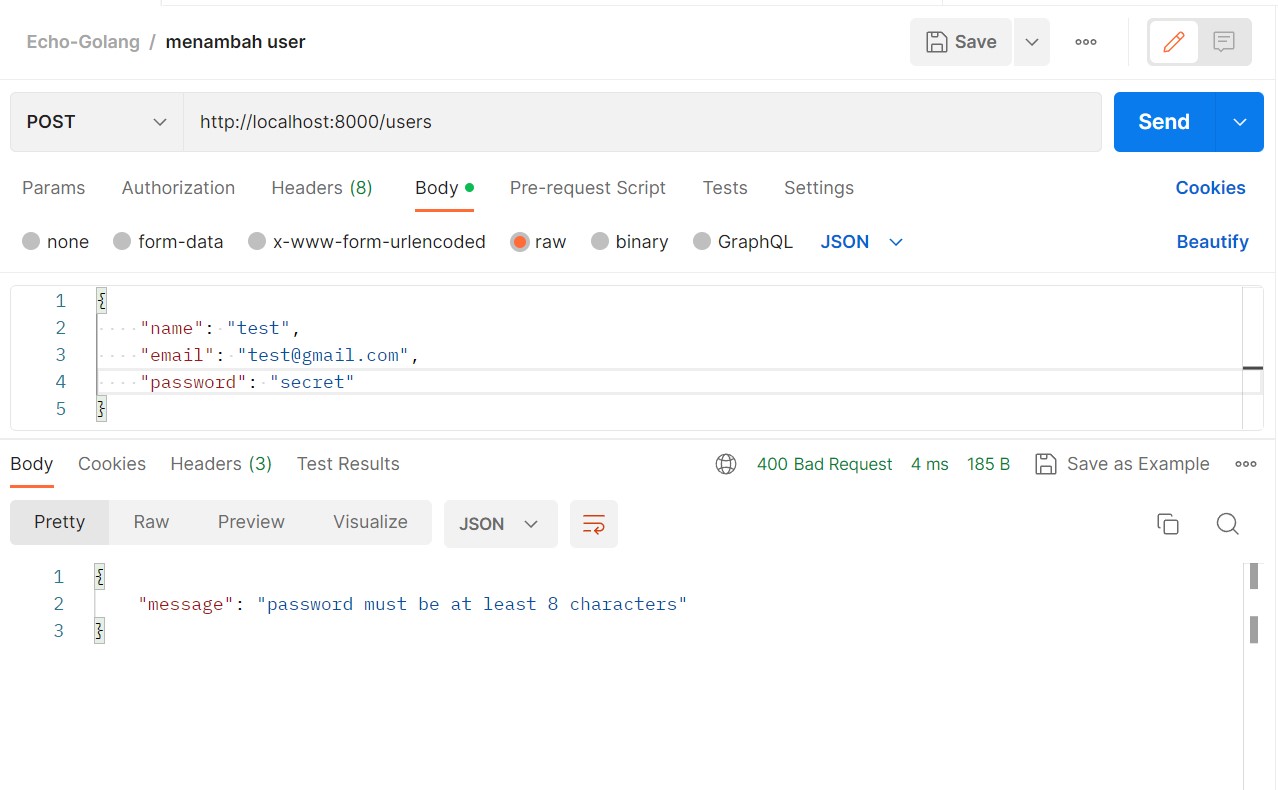 Echo-Golang / menambah user
Save
POST
http://localhost:8000/users
Send
Params Authorization Headers (8) Body Pre-request Script Tests Settings Cookies
none form-data x-www-form-urlencoded raw binary GraphQL JSON Beautify
1 {
2 "name": "test",
3 "email": "test@gmail.com",
4 "password": "secret"
5 }
Body Cookies Headers (3) Test Results 400 Bad Request 4 ms 185 B Save as Example
Pretty Raw Preview Visualize JSON
1 {
2 "message": "password must be at least 8 characters"
3 }